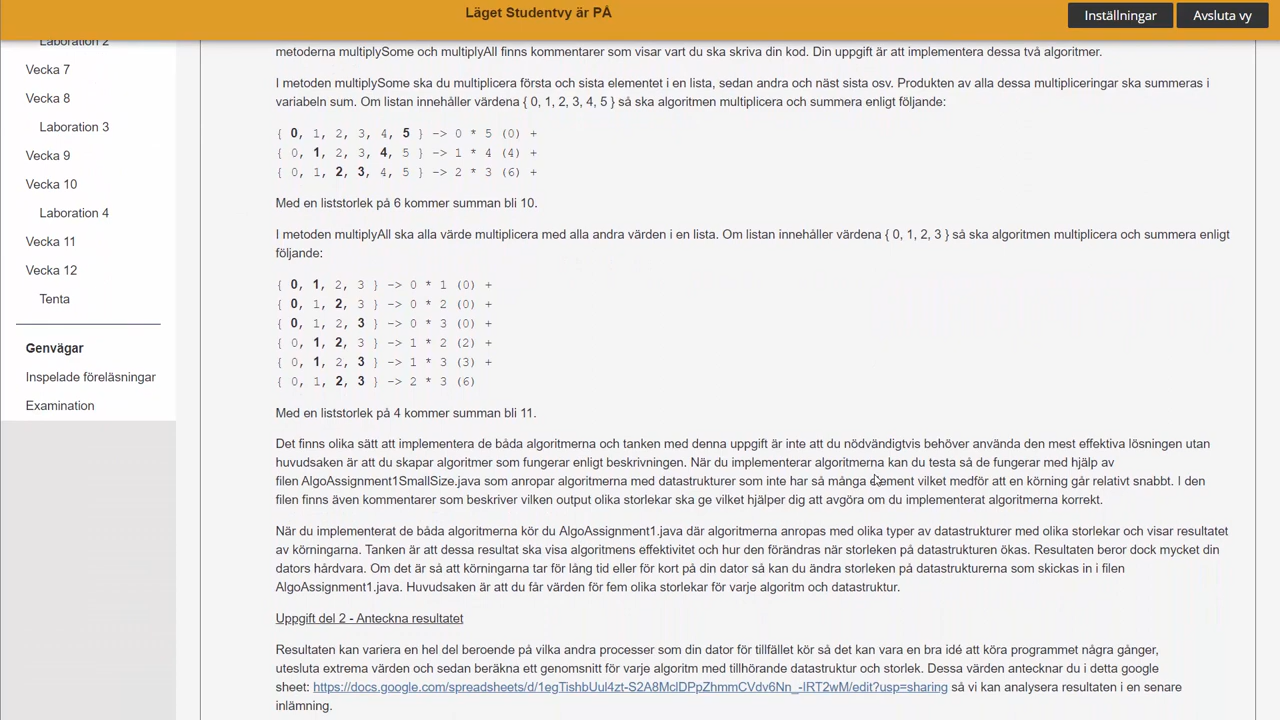 Läget Studentvy är PÅ
Inställningar
Avsluta vy
Laboration 2
Vecka 7
Vecka 8
Laboration 3
Vecka 9
Vecka 10
Laboration 4
Vecka 11
Vecka 12
Tenta
Genvägar
Inspelade föreläsningar
Examination
metoderna multiplySome och multiplyAll finns kommentarer som visar vart du ska skriva din kod. Din uppgift är att implementera dessa två algoritmer.
I metoden multiplySome ska du multiplicera första och sista elementet i en lista, sedan andra och näst sista osv. Produkten av alla dessa multipliceringar ska summeras i
variabeln sum. Om listan innehåller värdena { 0, 1, 2, 3, 4, 5 } så ska algoritmen multiplicera och summera enligt följande:
{ 0, 1, 2, 3, 4, 5 } -> 0 * 5 (0) +
{ 0, 1, 2, 3, 4, 5 } -> 1 * 4 (4) +
{ 0, 1, 2, 3, 4, 5 } -> 2 * 3 (6) +
Med en liststorlek på 6 kommer summan bli 10.
I metoden multiplyAll ska alla värde multiplicera med alla andra värden i en lista. Om listan innehåller värdena { 0, 1, 2, 3 } så ska algoritmen multiplicera och summera enligt
följande:
{ 0, 1, 2, 3 } -> 0 * 1 (0) +
{ 0, 1, 2, 3 } -> 0 * 2 (0) +
{ 0, 1, 2, 3 } -> 0 * 3 (0) +
{ 0, 1, 2, 3 } -> 1 * 2 (2) +
{ 0, 1, 2, 3 } -> 1 * 3 (3) +
{ 0, 1, 2, 3 } -> 2 * 3 (6)
Med en liststorlek på 4 kommer summan bli 11.
Det finns olika sätt att implementera de båda algoritmerna och tanken med denna uppgift är inte att du nödvändigtvis behöver använda den mest effektiva lösningen utan
huvudsaken är att du skapar algoritmer som fungerar enligt beskrivningen. När du implementerar algoritmerna kan du testa så de fungerar med hjälp av
filen AlgoAssignment1SmallSize.java som anropar algoritmerna med datastrukturer som inte har så många element vilket medför att en körning går relativt snabbt. I den
filen finns även kommentarer som beskriver vilken output olika storlekar ska ge vilket hjälper dig att avgöra om du implementerat algoritmerna korrekt.
När du implementerat de båda algoritmerna kör du AlgoAssignment1.java där algoritmerna anropas med olika typer av datastrukturer med olika storlekar och visar resultatet
av körningarna. Tanken är att dessa resultat ska visa algoritmens effektivitet och hur den förändras när storleken på datastrukturen ökas. Resultaten beror dock mycket din
dators hårdvara. Om det är så att körningarna tar för lång tid eller för kort på din dator så kan du ändra storleken på datastrukturerna som skickas in i filen
AlgoAssignment1.java. Huvudsaken är att du får värden för fem olika storlekar för varje algoritm och datastruktur.
Uppgift del 2 - Anteckna resultatet
Resultaten kan variera en hel del beroende på vilka andra processer som din dator för tillfället kör så det kan vara en bra idé att köra programmet några gånger,
utesluta extrema värden och sedan beräkna ett genomsnitt för varje algoritm med tillhörande datastruktur och storlek. Dessa värden antecknar du i detta google
sheet: https://docs.google.com/spreadsheets/d/1egTishbUul4zt-S2A8MclDPpZhmmCVdv6Nn_-lRT2wM/edit?usp=sharing så vi kan analysera resultaten i en senare
inlämning.